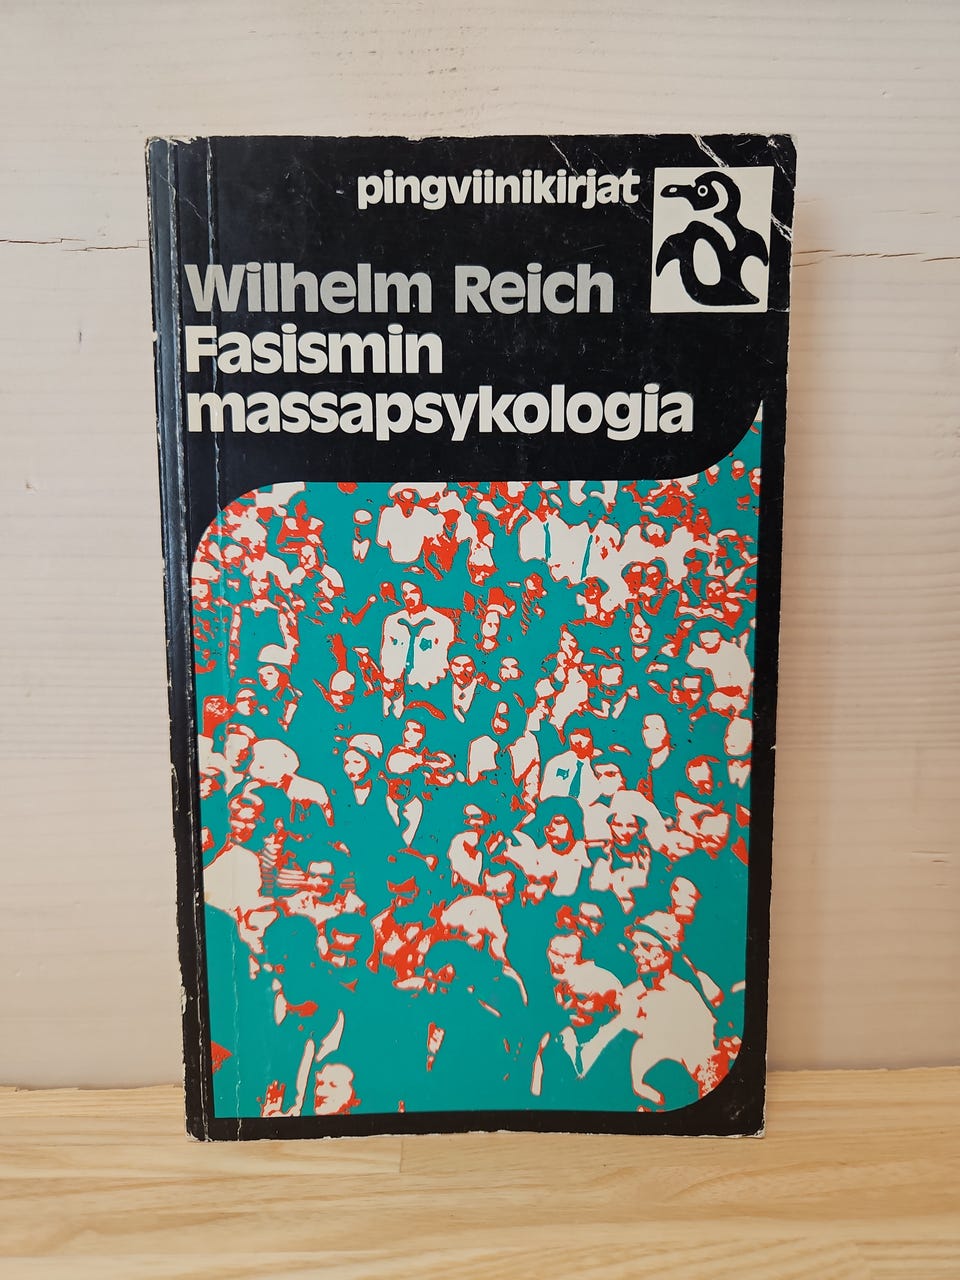 pingviinikirjat
Wilhelm Reich
Fasismin
massapsykologia